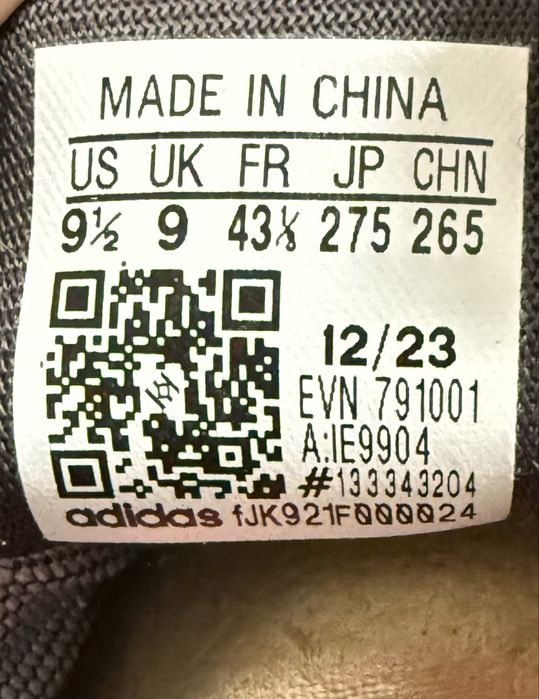 MADE IN CHINA
US UK FR JP CHN
9½ 9 43⅓ 275 265
12/23
EVN 791001
A:IE9904
#133343204
adidas fJK921F000024